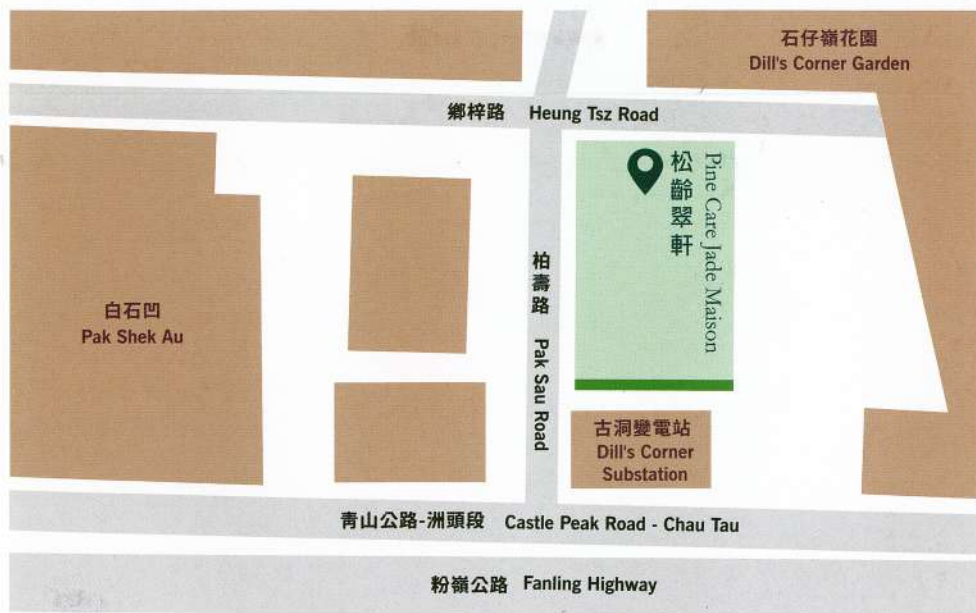 石仔嶺花園
Dill's Corner Garden
鄉梓路 Heung Tsz Road
松齡翠軒
Pine Care Jade Maison
柏壽路 Pak Sau Road
白石凹
Pak Shek Au
古洞變電站
Dill's Corner
Substation
青山公路-洲頭段 Castle Peak Road - Chau Tau
粉嶺公路 Fanling Highway